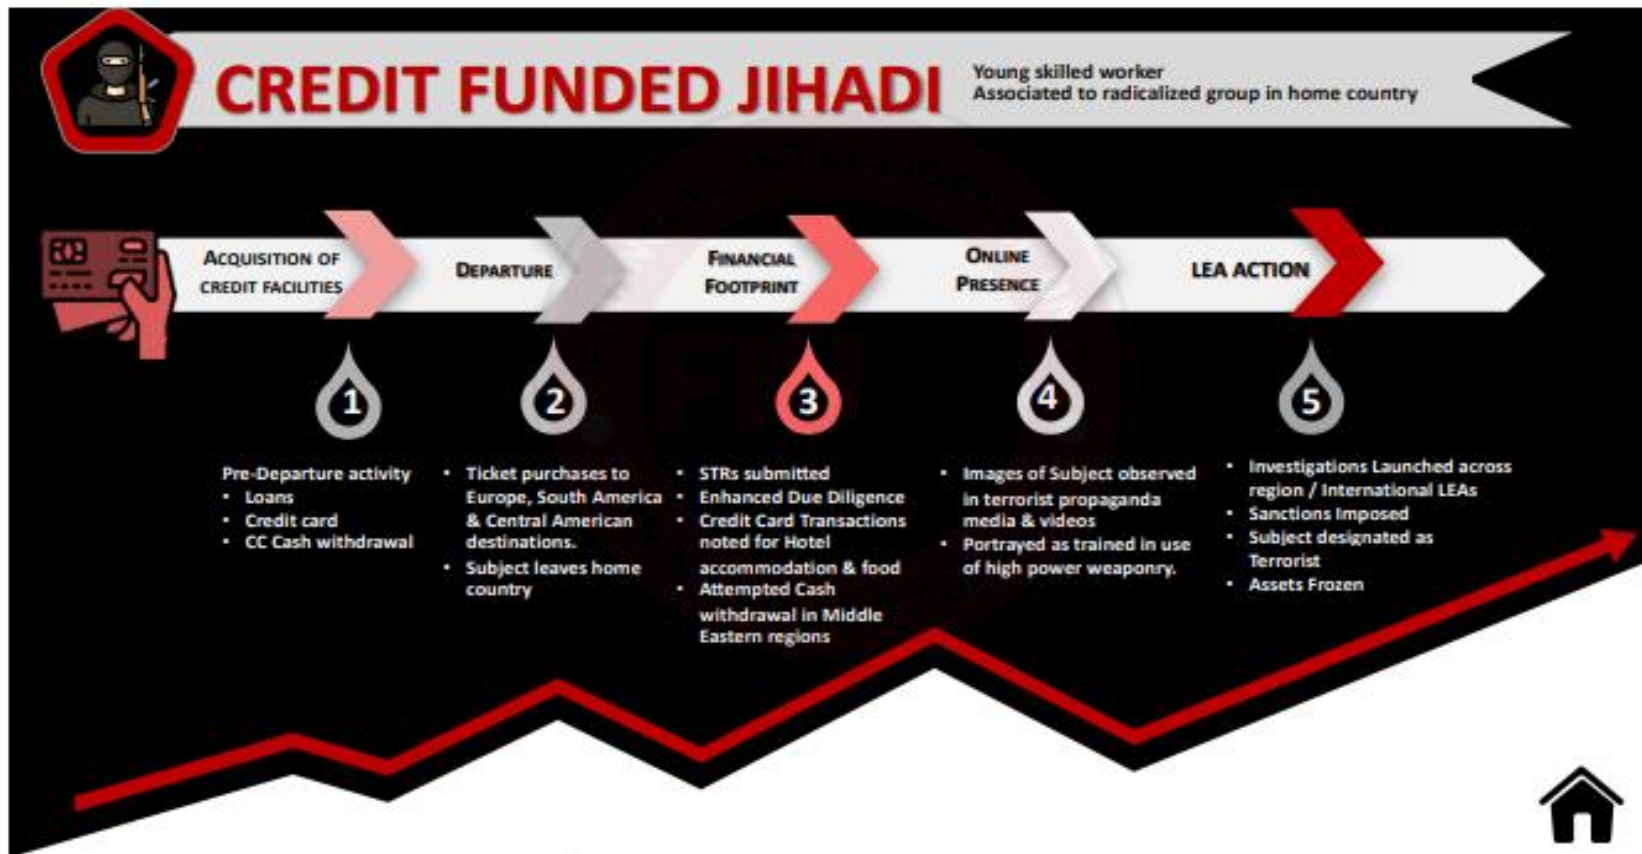 CREDIT FUNDED JIHADI
Young skilled worker
Associated to radicalized group in home country
ACQUISITION OF
CREDIT FACILITIES
DEPARTURE
FINANCIAL
FOOTPRINT
ONLINE
PRESENCE
LEA ACTION
1
2
3
4
5
Pre-Departure activity
• Loans
• Credit card
• CC Cash withdrawal
• Ticket purchases to
Europe, South America
& Central American
destinations.
• Subject leaves home
country
• STRs submitted
• Enhanced Due Diligence
• Credit Card Transactions
noted for Hotel
accommodation & food
• Attempted Cash
withdrawal in Middle
Eastern regions
• Images of Subject observed
in terrorist propaganda
media & videos
• Portrayed as trained in use
of high power weaponry.
• Investigations Launched across
region / International LEAs
• Sanctions Imposed
• Subject designated as
Terrorist
• Assets Frozen